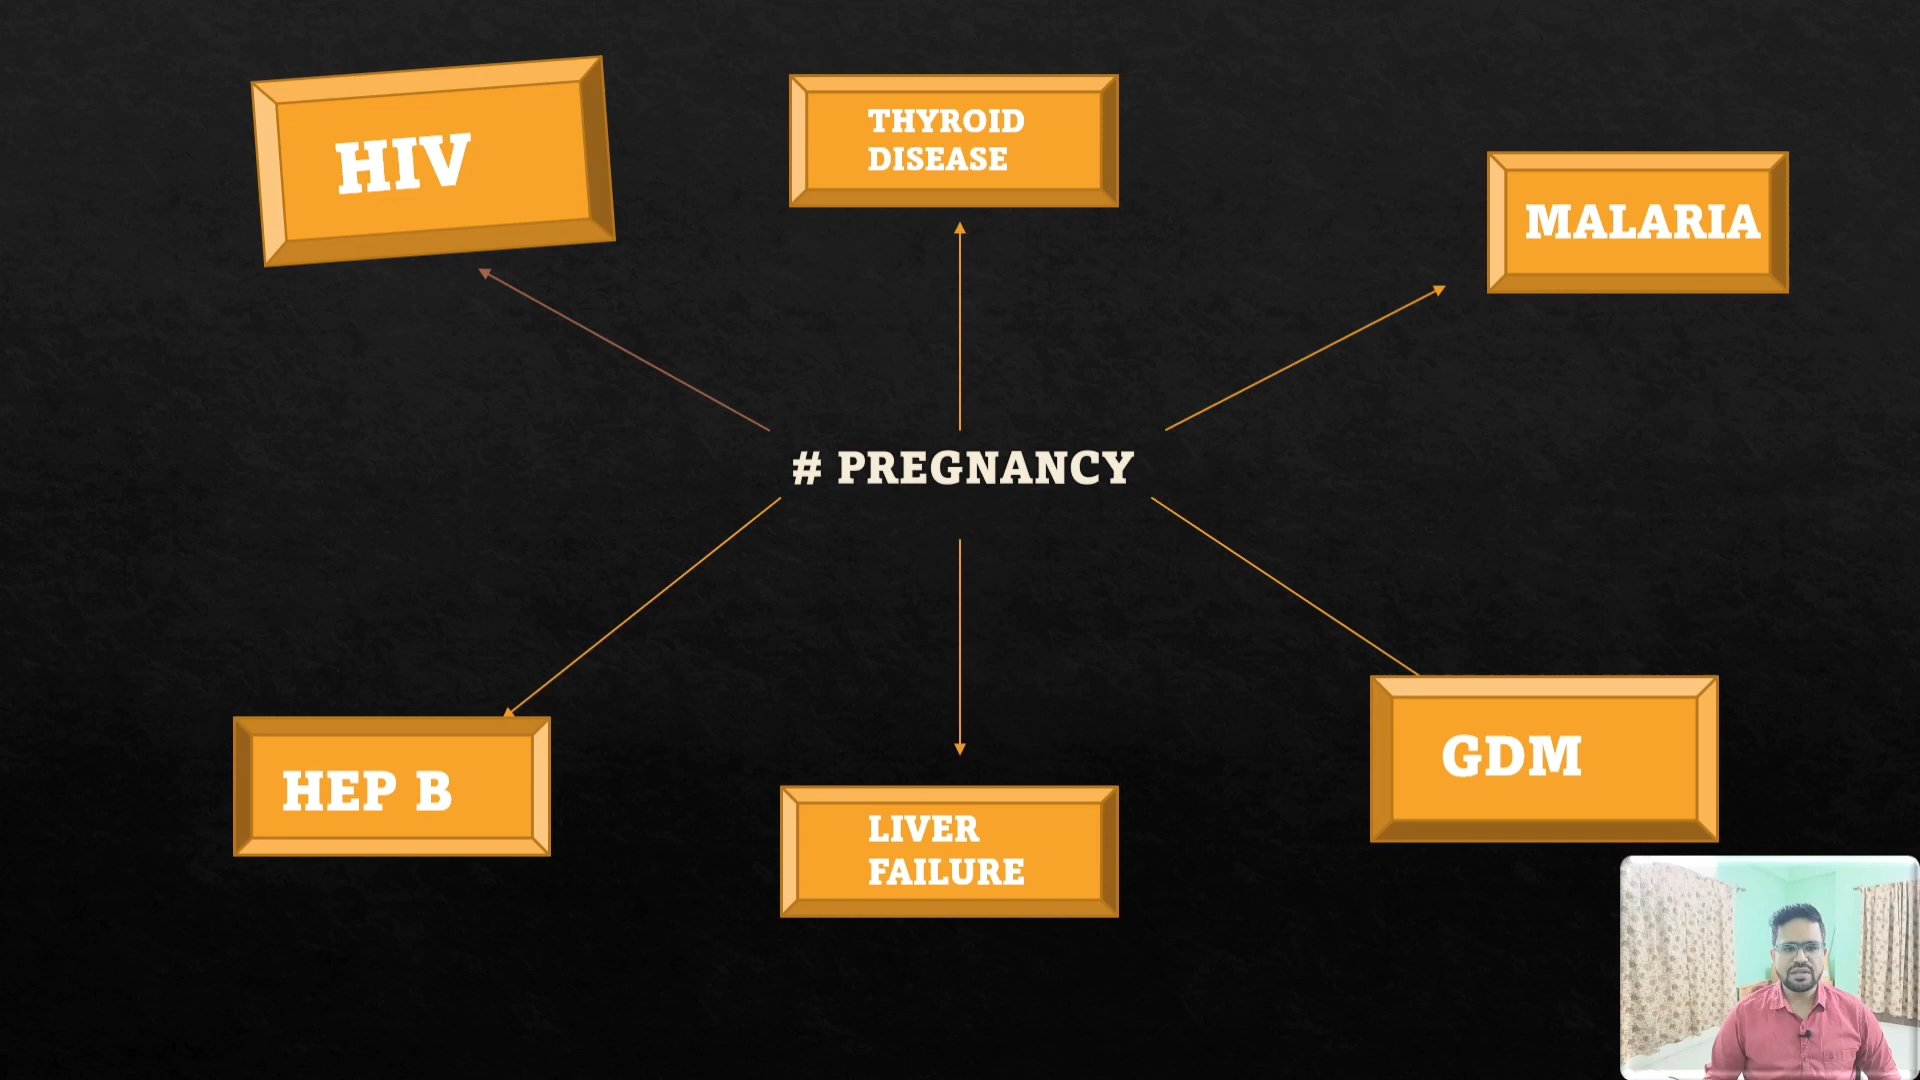 HIV
THYROID
DISEASE
MALARIA
# PREGNANCY
HEP B
LIVER
FAILURE
GDM